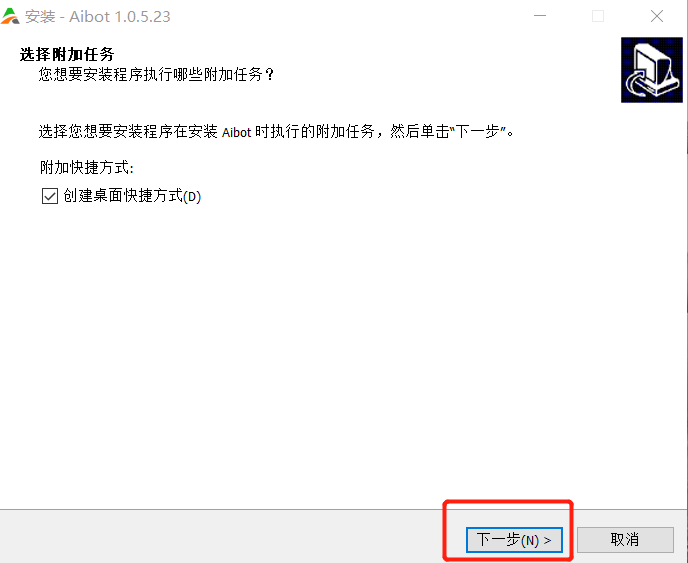 安装 - Aibot 1.0.5.23
选择附加任务
您想要安装程序执行哪些附加任务？
选择您想要安装程序在安装 Aibot 时执行的附加任务，然后单击“下一步”。
附加快捷方式:
创建桌面快捷方式(D)
下一步(N) > 取消